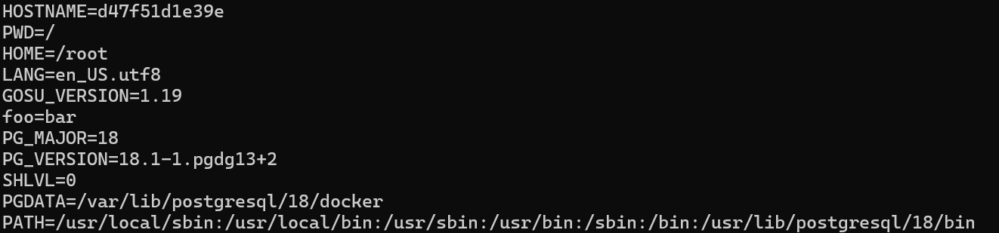 HOSTNAME=d47f51d1e39e
PWD=/
HOME=/root
LANG=en_US.utf8
GOSU_VERSION=1.19
foo=bar
PG_MAJOR=18
PG_VERSION=18.1-1.pgdg13+2
SHLVL=0
PGDATA=/var/lib/postgresql/18/docker
PATH=/usr/local/sbin:/usr/local/bin:/usr/sbin:/usr/bin:/sbin:/bin:/usr/lib/postgresql/18/bin